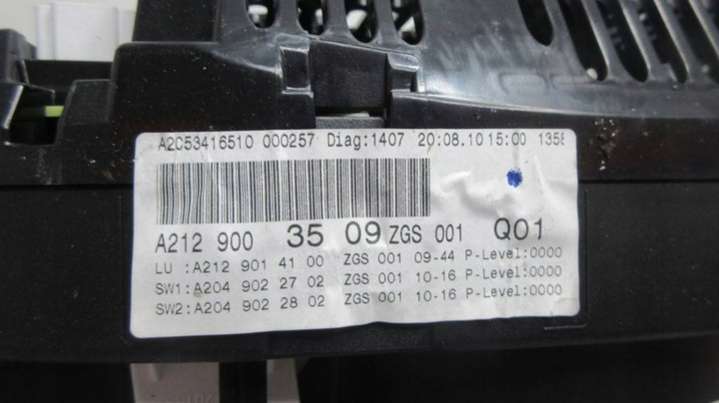 A2C53416510 000257 Diag:1407 20:08.10 15:00 1358
A212 900 35 09 ZGS 001 Q01
LU :A212 901 41 00 ZGS 001 09-44 P-Level:0000
SW1:A204 902 27 02 ZGS 001 10-16 P-Level:0000
SW2:A204 902 28 02 ZGS 001 10-16 P-Level:0000